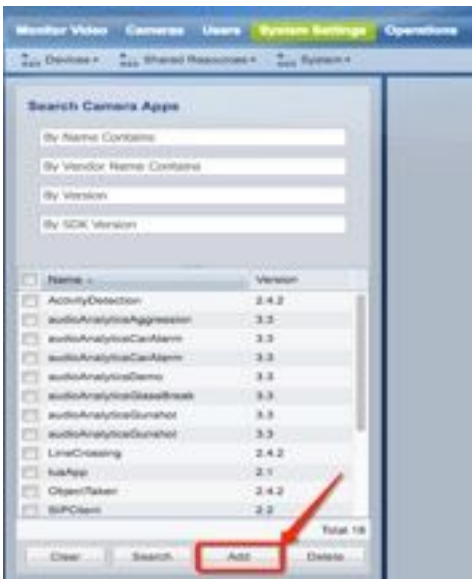 Monitor Video Cameras Users System Settings Operations
Devices Shared Resources System
Search Camera Apps
By Name Contains
By Vendor Name Contains
By Version
By SDK Version
Name Version
ActivityDetection 2.4.2
audioAnalyticsAggression 3.3
audioAnalyticsCarAlarm 3.3
audioAnalyticsCarAlarm 3.3
audioAnalyticsDemo 3.3
audioAnalyticsGlassBreak 3.3
audioAnalyticsGunshot 3.3
audioAnalyticsGunshot 3.3
LineCrossing 2.4.2
2.1
ObjectTaken 2.4.2
SIPClient 2.2
Total 18
Clear Search Add Delete